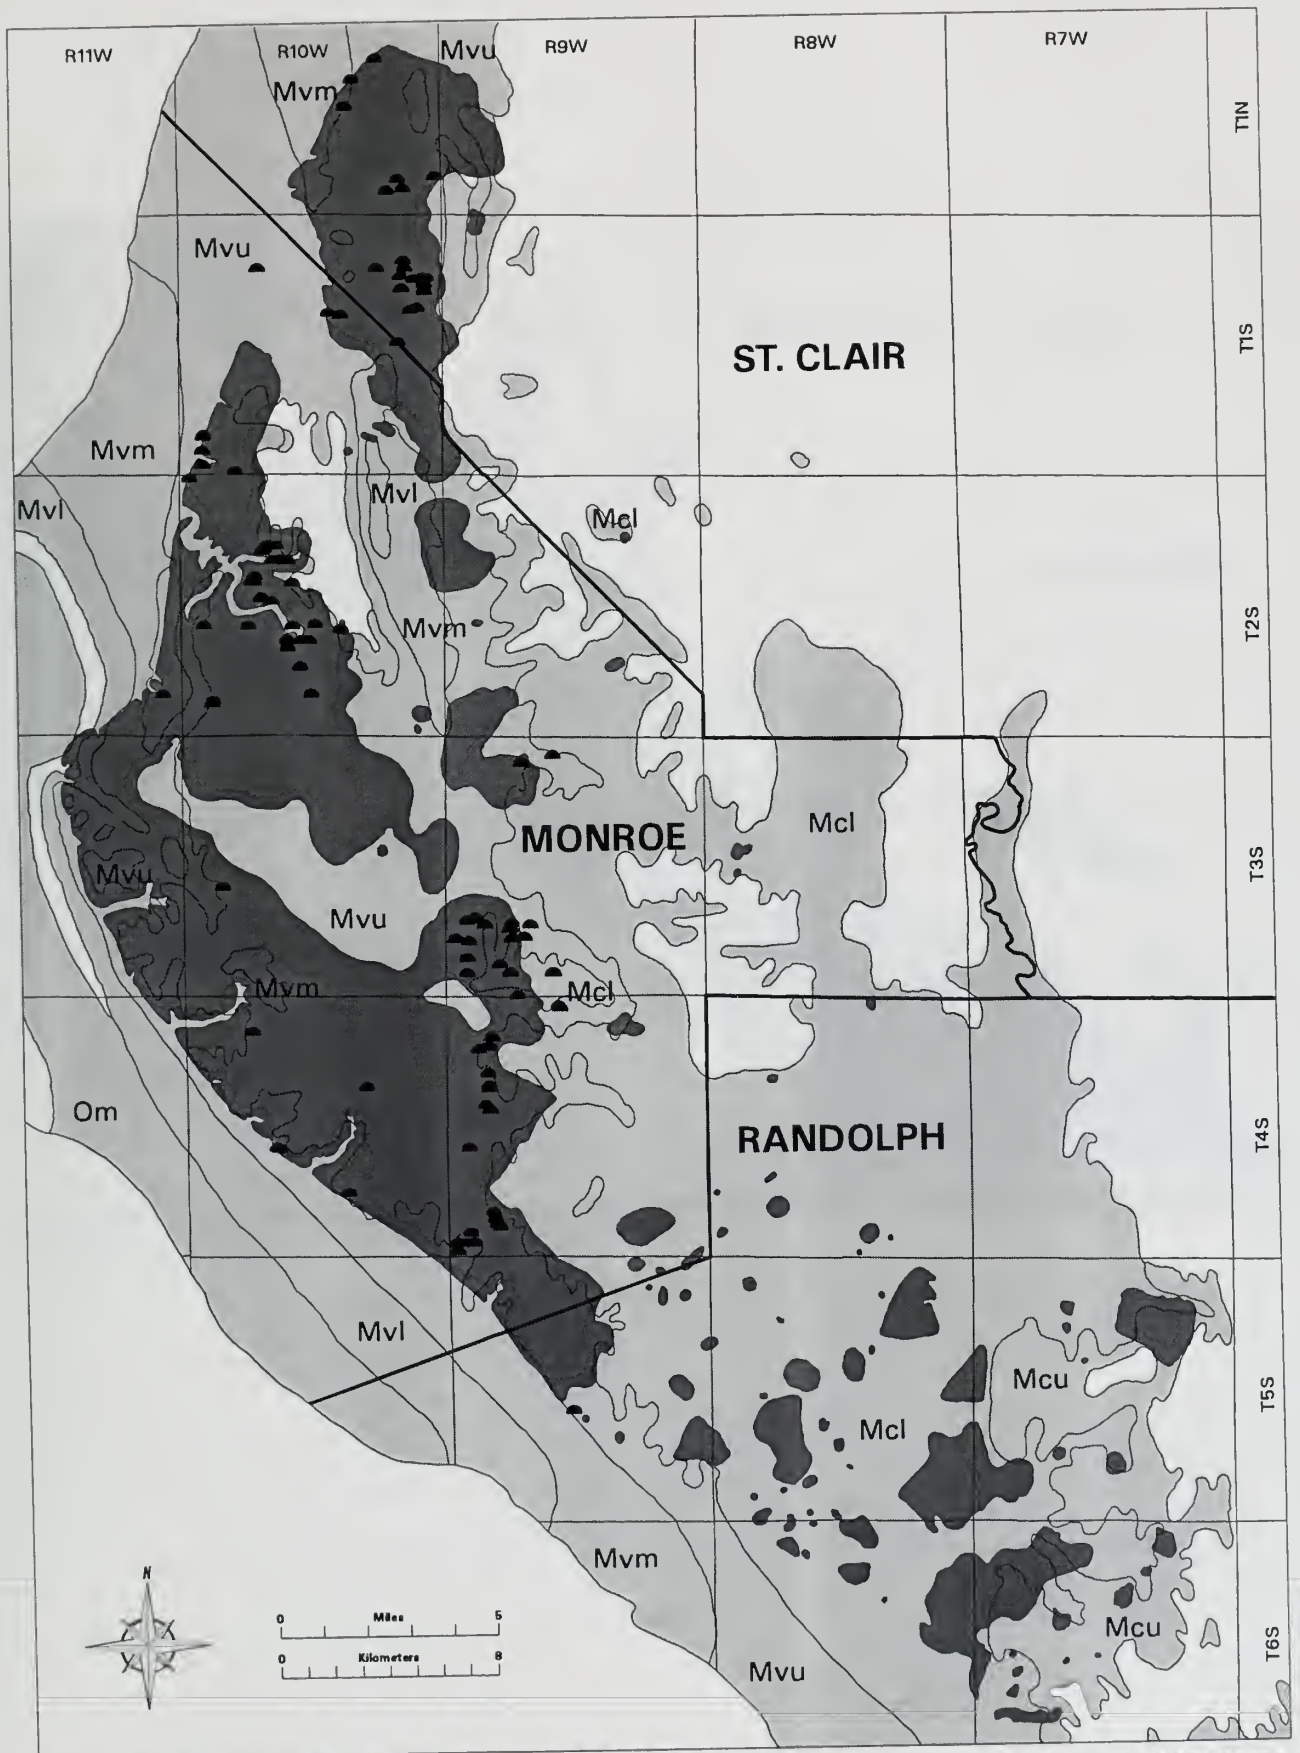 R11W
R10W
Mvu
R9W
R8W
R7W
Mvm
T1N
Mvu
T1S
ST. CLAIR
Mvm
Mvl
Mvl
Mcl
T2S
Mvm
Mcl
MONROE
T3S
Mvu
Mvu
Mvm
Mcl
Om
RANDOLPH
T4S
Mvl
Mcu
T5S
Mcl
Mvm
N
0 Miles 5
0 Kilometers 8
Mcu
T6S
Mvu